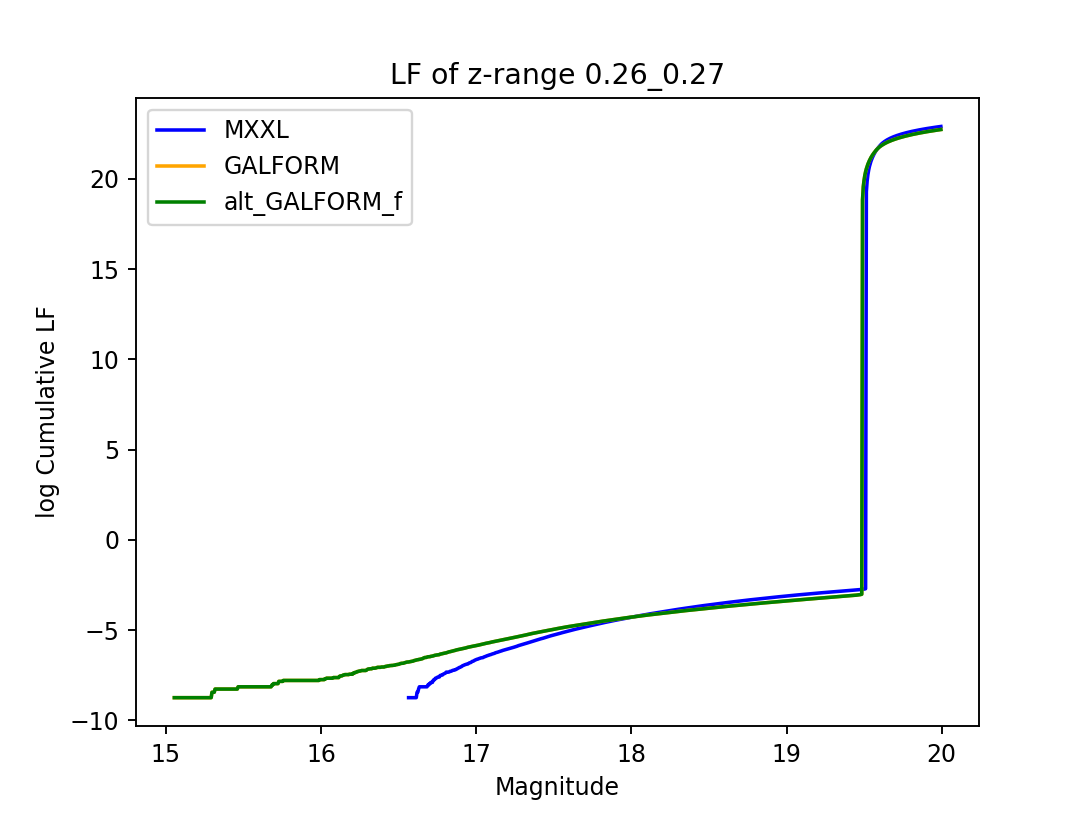 LF of z-range 0.26_0.27
MXXL
GALFORM
alt_GALFORM_f
log Cumulative LF
20
15
10
5
0
−5
−10
15 16 17 18 19 20
Magnitude